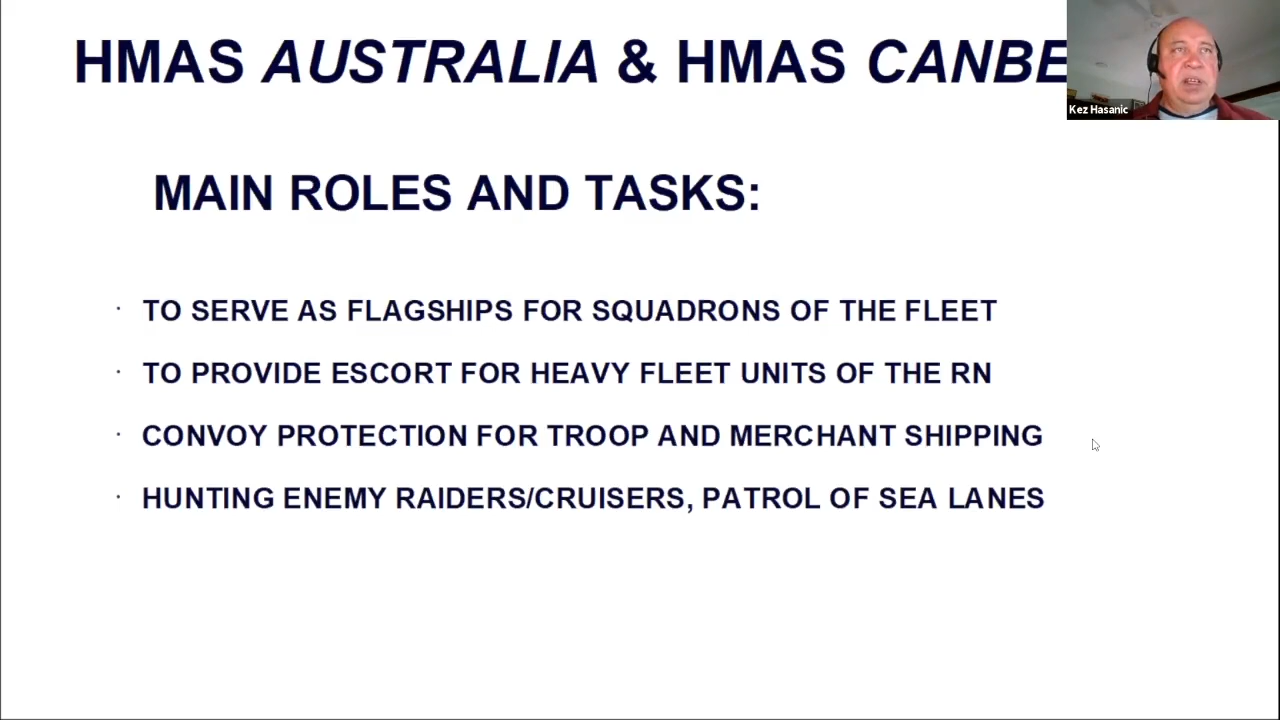 HMAS AUSTRALIA & HMAS CANBE
Kez Hasanic
MAIN ROLES AND TASKS:
· TO SERVE AS FLAGSHIPS FOR SQUADRONS OF THE FLEET
· TO PROVIDE ESCORT FOR HEAVY FLEET UNITS OF THE RN
· CONVOY PROTECTION FOR TROOP AND MERCHANT SHIPPING
· HUNTING ENEMY RAIDERS/CRUISERS, PATROL OF SEA LANES